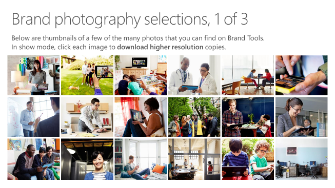 Brand photography selections, 1 of 3
Below are thumbnails of a few of the many photos that you can find on Brand Tools.
In show mode, click each image to download higher resolution copies.